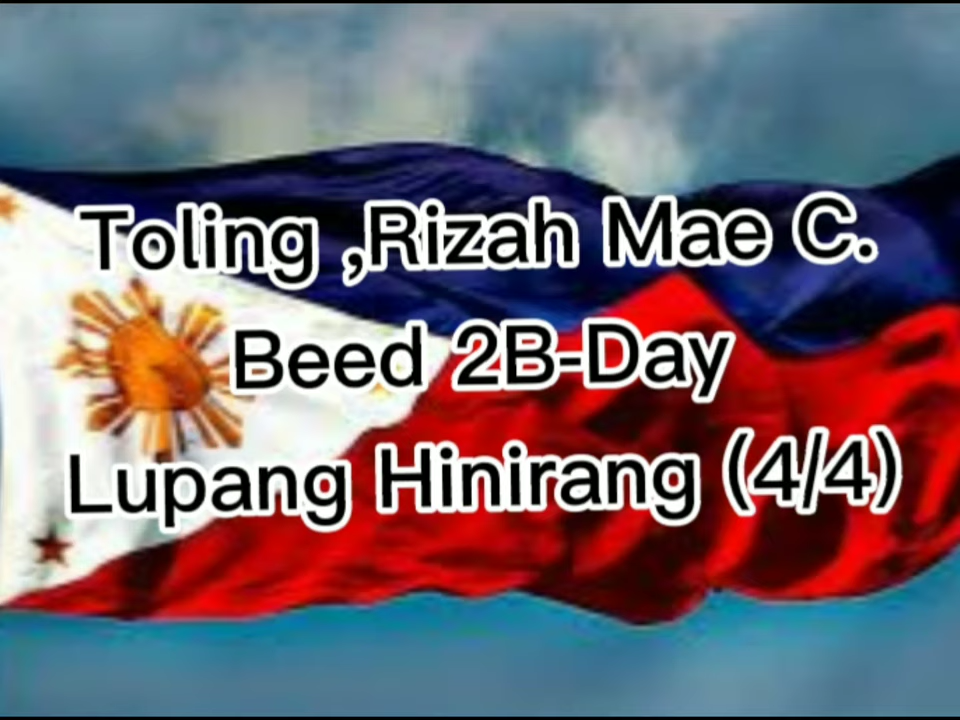 Toling ,Rizah Mae C.
Beed 2B-Day
Lupang Hinirang (4/4)